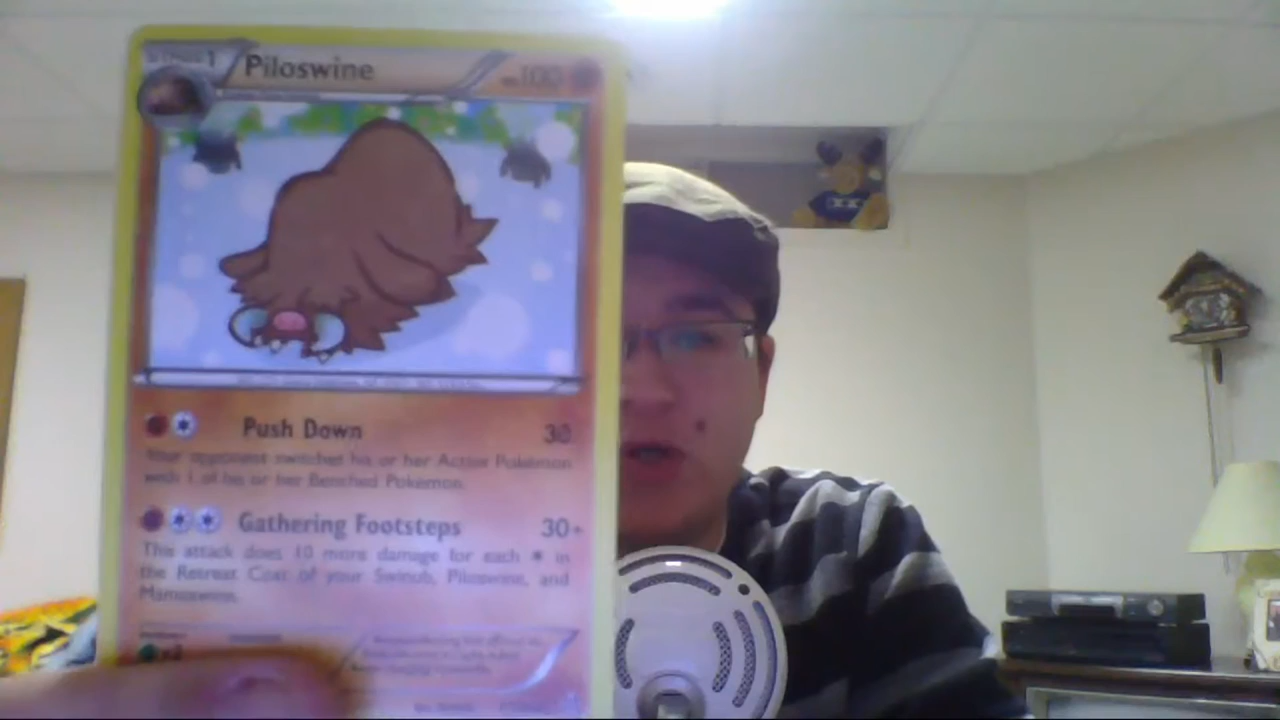 Piloswine
100
Push Down 30
Your opponent switches his or her Active Pokémon
with 1 of his or her Benched Pokémon.
Gathering Footsteps 30+
This attack does 10 more damage for each in
the Retreat Cost of your Swinub, Piloswine, and
Mamoswine.
×2